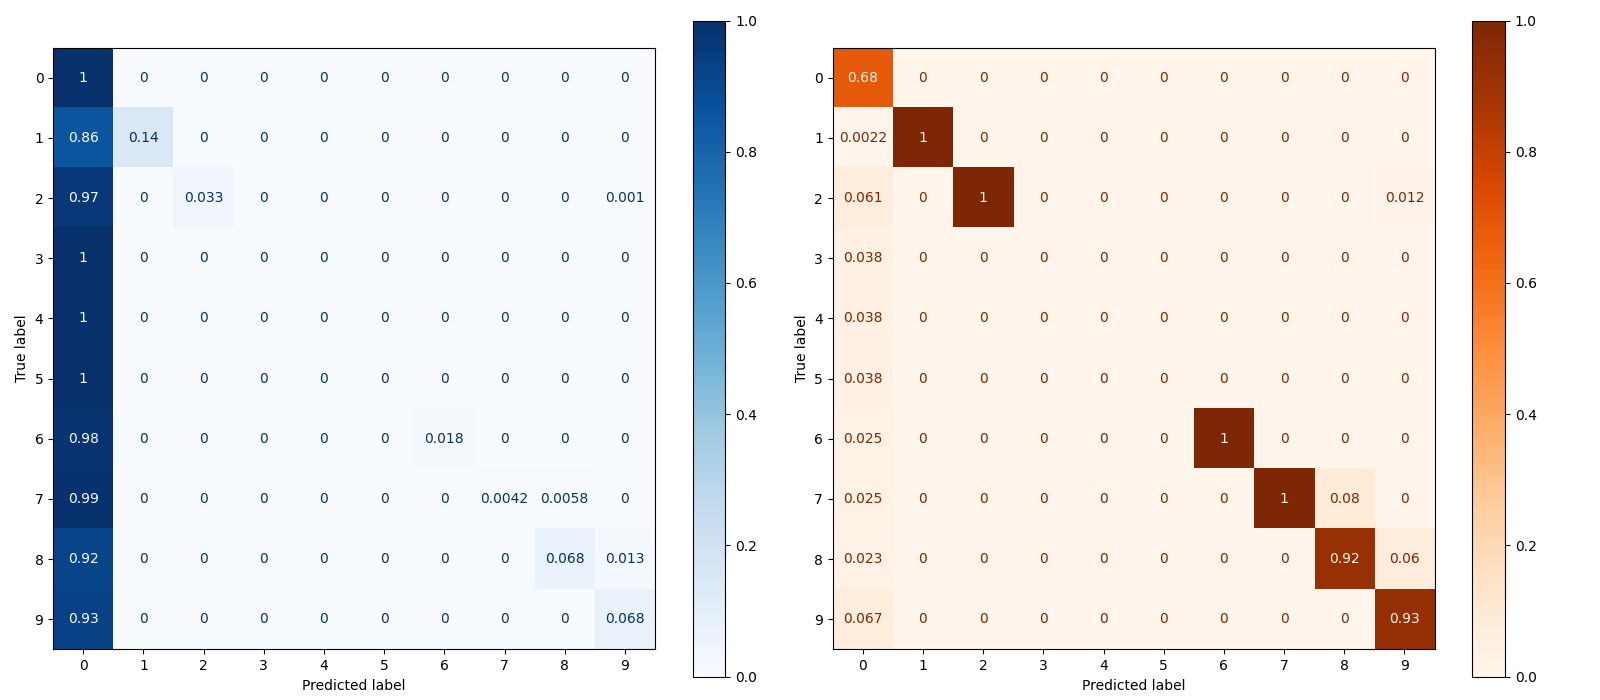 0 1 0 0 0 0 0 0 0 0 0
1 0.86 0.14 0 0 0 0 0 0 0 0
2 0.97 0 0.033 0 0 0 0 0 0 0.001
3 1 0 0 0 0 0 0 0 0 0
4 1 0 0 0 0 0 0 0 0 0
5 1 0 0 0 0 0 0 0 0 0
6 0.98 0 0 0 0 0 0.018 0 0 0
7 0.99 0 0 0 0 0 0 0.0042 0.0058 0
8 0.92 0 0 0 0 0 0 0 0.068 0.013
9 0.93 0 0 0 0 0 0 0 0 0.068
0 1 2 3 4 5 6 7 8 9
True label
Predicted label
1.0
0.8
0.6
0.4
0.2
0.0
0 0.68 0 0 0 0 0 0 0 0 0
1 0.0022 1 0 0 0 0 0 0 0 0
2 0.061 0 1 0 0 0 0 0 0 0.012
3 0.038 0 0 0 0 0 0 0 0 0
4 0.038 0 0 0 0 0 0 0 0 0
5 0.038 0 0 0 0 0 0 0 0 0
6 0.025 0 0 0 0 0 1 0 0 0
7 0.025 0 0 0 0 0 0 1 0.08 0
8 0.023 0 0 0 0 0 0 0 0.92 0.06
9 0.067 0 0 0 0 0 0 0 0 0.93
0 1 2 3 4 5 6 7 8 9
True label
Predicted label
1.0
0.8
0.6
0.4
0.2
0.0